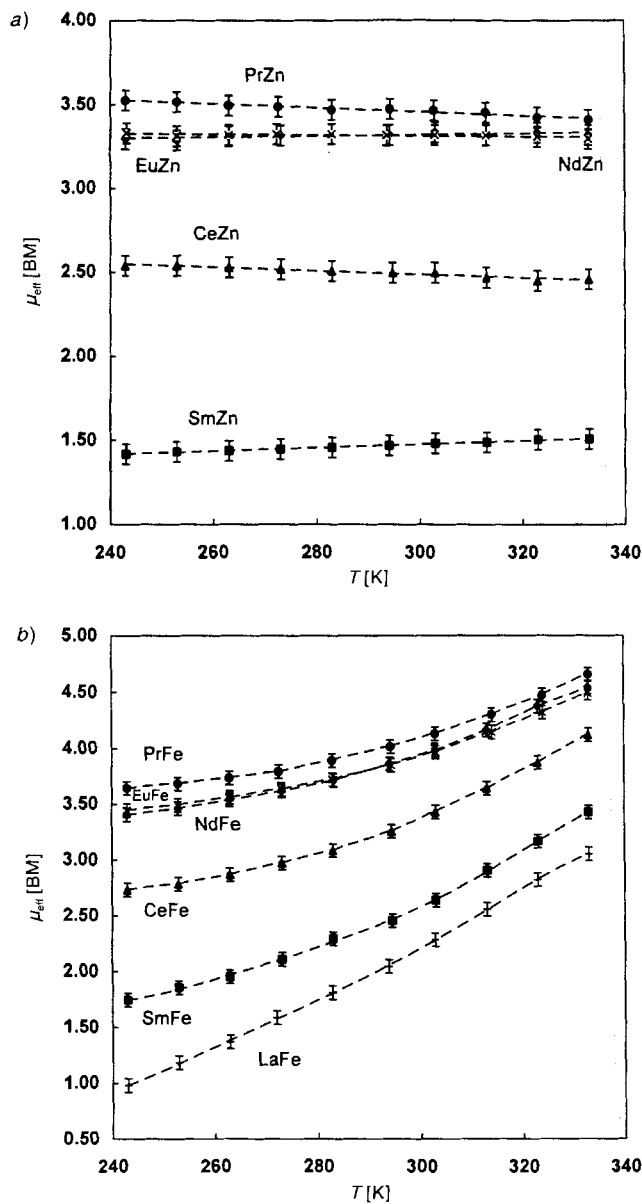 a)
4.00
PrZn
3.50
EuZn
NdZn
3.00
μeff [BM]
CeZn
2.50
2.00
SmZn
1.50
1.00
240 260 280 300 320 340
T [K]
b)
5.00
4.50
4.00
PrFe
EuFe
3.50
NdFe
3.00
μeff [BM]
CeFe
2.50
2.00
SmFe
1.50
LaFe
1.00
0.50
240 260 280 300 320 340
T [K]